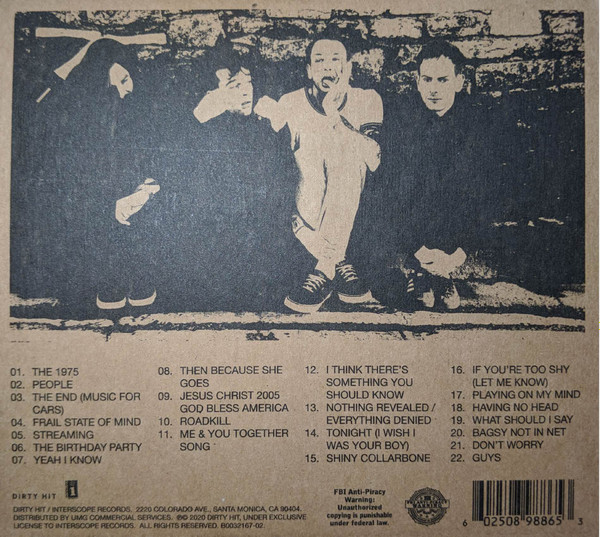 01. THE 1975
02. PEOPLE
03. THE END (MUSIC FOR
CARS)
04. FRAIL STATE OF MIND
05. STREAMING
06. THE BIRTHDAY PARTY
07. YEAH I KNOW
08. THEN BECAUSE SHE
GOES
09. JESUS CHRIST 2005
GOD BLESS AMERICA
10. ROADKILL
11. ME & YOU TOGETHER
SONG
12. I THINK THERE'S
SOMETHING YOU
SHOULD KNOW
13. NOTHING REVEALED /
EVERYTHING DENIED
14. TONIGHT (I WISH I
WAS YOUR BOY)
15. SHINY COLLARBONE
16. IF YOU'RE TOO SHY
(LET ME KNOW)
17. PLAYING ON MY MIND
18. HAVING NO HEAD
19. WHAT SHOULD I SAY
20. BAGSY NOT IN NET
21. DON'T WORRY
22. GUYS
DIRTY HIT i
DIRTY HIT / INTERSCOPE RECORDS. 2220 COLORADO AVE., SANTA MONICA, CA 90404.
DISTRIBUTED BY UMG COMMERCIAL SERVICES. ℗© 2020 DIRTY HIT, UNDER EXCLUSIVE
LICENSE TO INTERSCOPE RECORDS. B0032167-02
FBI Anti-Piracy
Warning:
Unauthorized
copying is punishable
under federal law.
WARNING
6 02508 98865 3